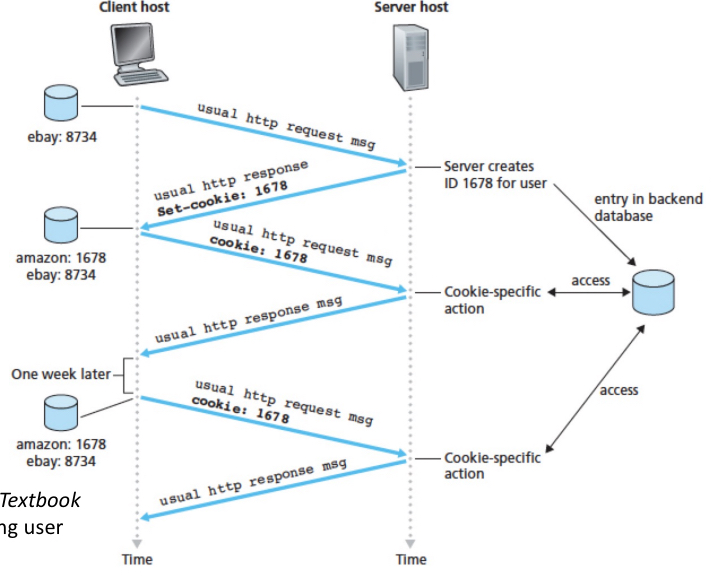 Client host
Server host
usual http request msg
ebay: 8734
Server creates
ID 1678 for user
usual http response
Set-cookie: 1678
entry in backend
database
usual http request msg
cookie: 1678
amazon: 1678
ebay: 8734
access
Cookie-specific
action
usual http response msg
One week later
usual http request msg
cookie: 1678
access
amazon: 1678
ebay: 8734
Cookie-specific
action
usual http response msg
Textbook
ng user
Time
Time